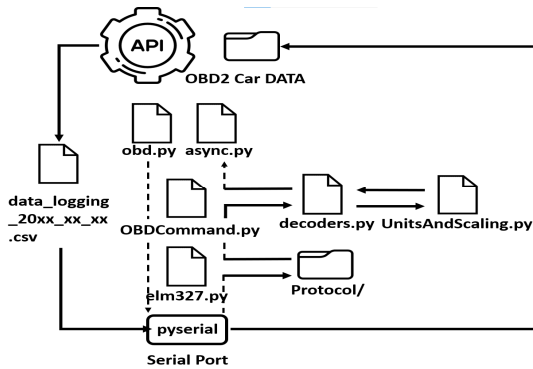 API
OBD2 Car DATA
obd.py async.py
data_logging
_20xx_xx_xx
.csv
OBDCommand.py
decoders.py UnitsAndScaling.py
elm327.py
Protocol/
pyserial
Serial Port